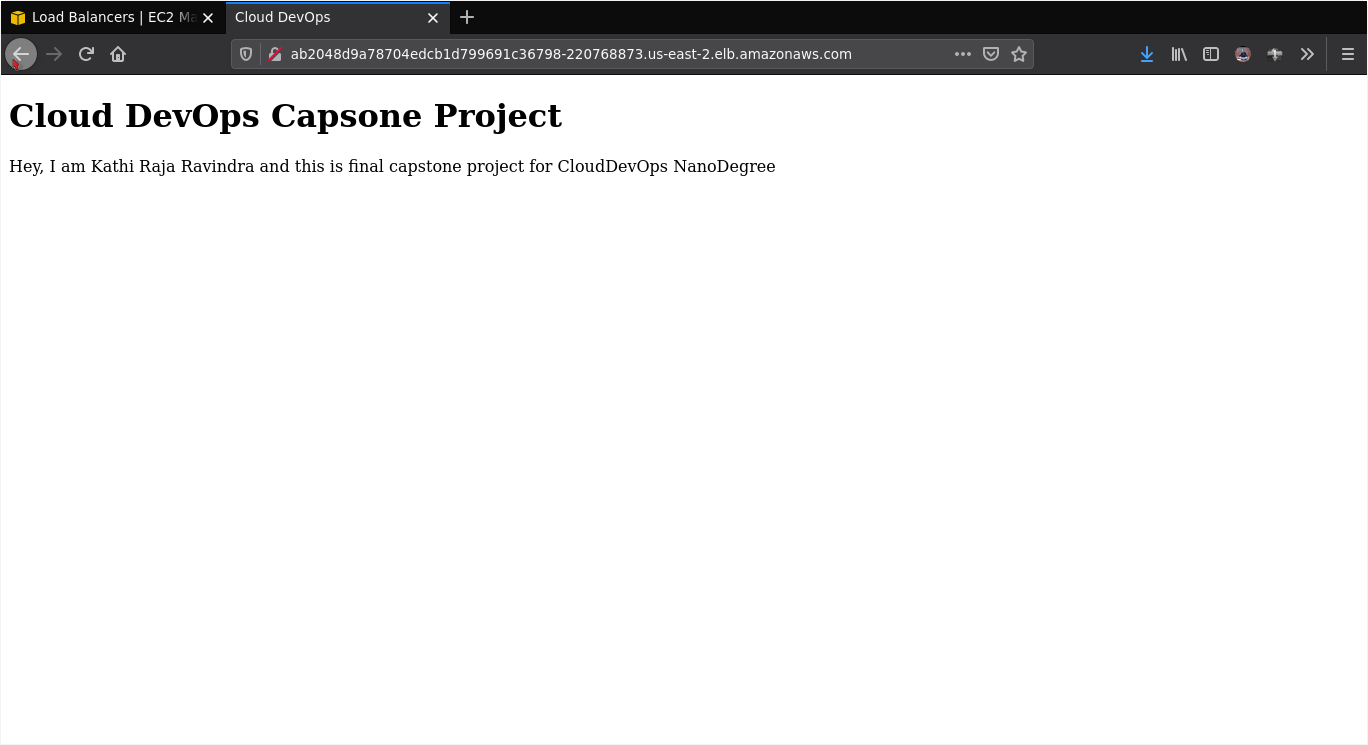 Load Balancers | EC2 Ma
Cloud DevOps
ab2048d9a78704edcb1d799691c36798-220768873.us-east-2.elb.amazonaws.com
Cloud DevOps Capsone Project
Hey, I am Kathi Raja Ravindra and this is final capstone project for CloudDevOps NanoDegree